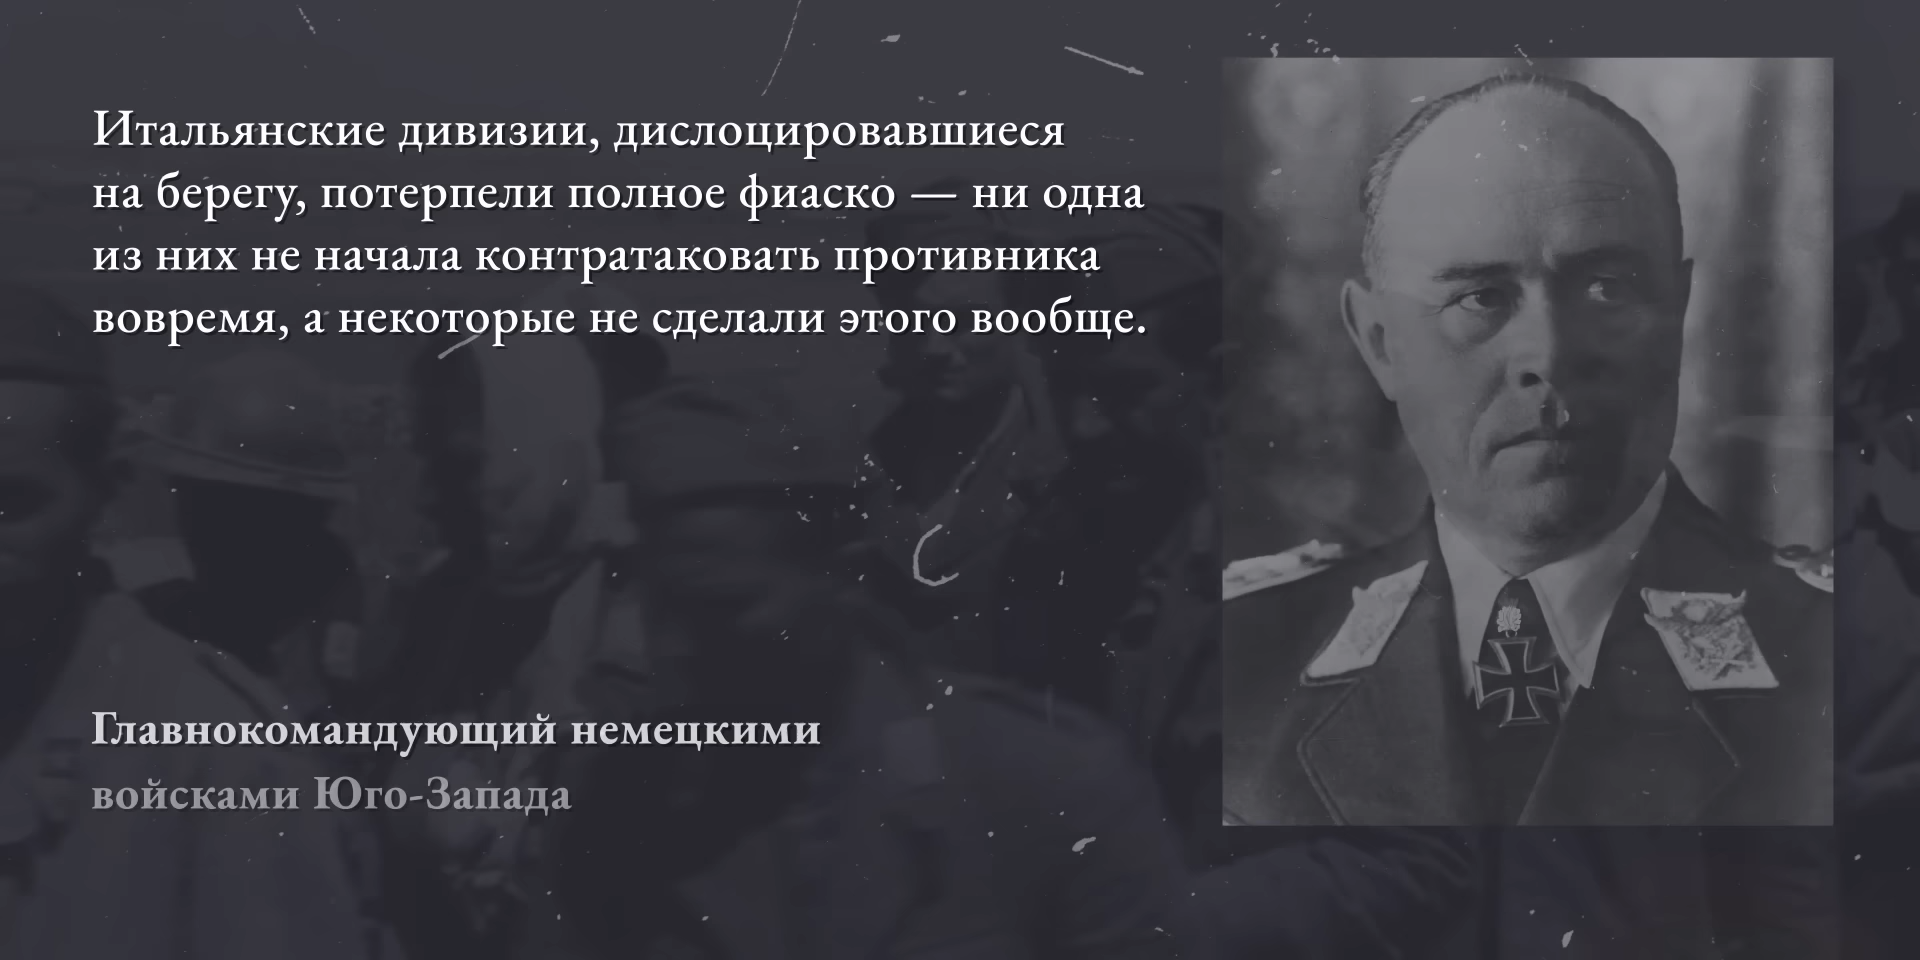 Итальянские дивизии, дислоцировавшиеся
на берегу, потерпели полное фиаско — ни одна
из них не начала контратаковать противника
вовремя, а некоторые не сделали этого вообще.
Главнокомандующий немецкими
войсками Юго-Запада